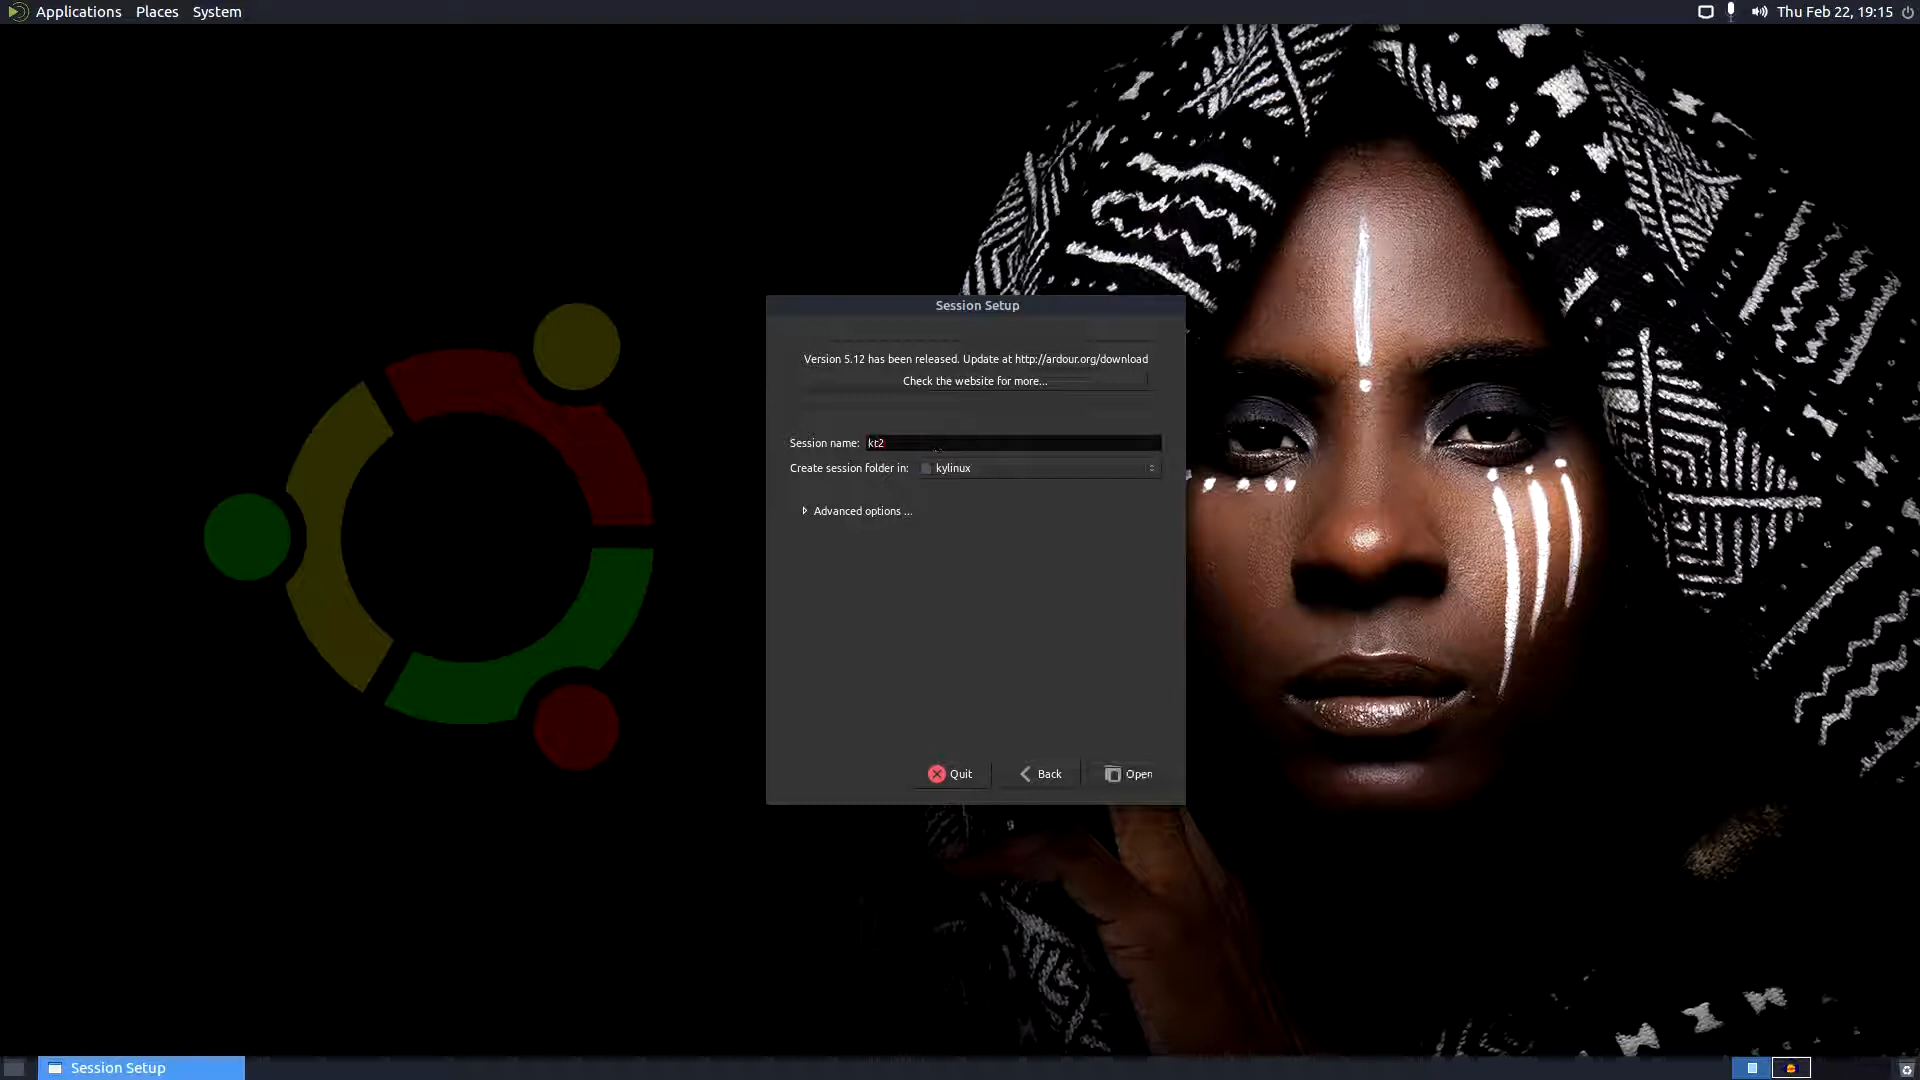 Applications Places System
Thu Feb 22, 19:15
Session Setup
Version 5.12 has been released. Update at http://ardour.org/download
Check the website for more...
Session name: kt2
Create session folder in: kylinux
Advanced options ...
Quit Back Open
Session Setup